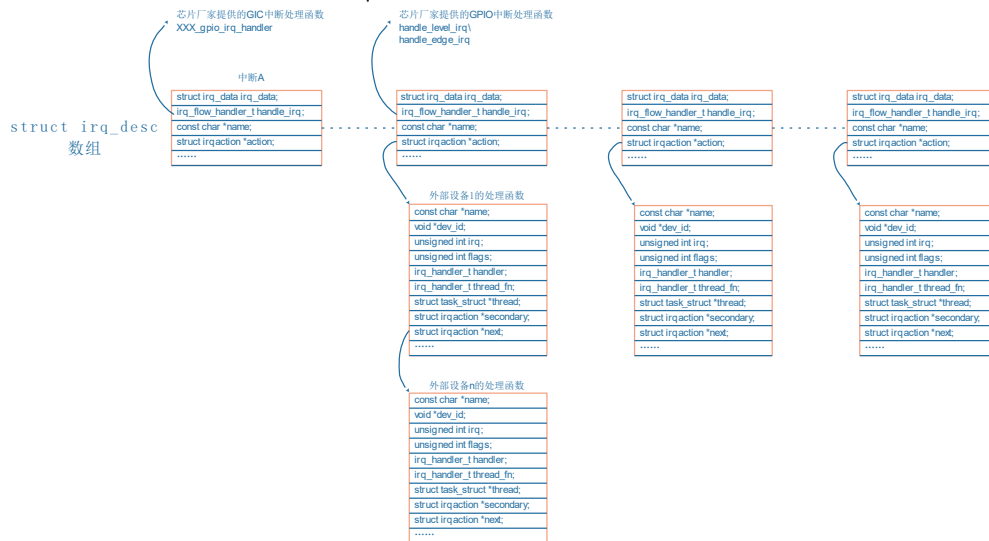 芯片厂家提供的GIC中断处理函数
XXX_gpio_irq_handler
芯片厂家提供的GPIO中断处理函数
handle_level_irq\
handle_edge_irq
中断A
struct irq_desc
数组
struct irq_data irq_data;
irq_flow_handler_t handle_irq;
const char *name;
struct irqaction *action;
......
struct irq_data irq_data;
irq_flow_handler_t handle_irq;
const char *name;
struct irqaction *action;
......
struct irq_data irq_data;
irq_flow_handler_t handle_irq;
const char *name;
struct irqaction *action;
......
struct irq_data irq_data;
irq_flow_handler_t handle_irq;
const char *name;
struct irqaction *action;
......
外部设备1的处理函数
const char *name;
void *dev_id;
unsigned int irq;
unsigned int flags;
irq_handler_t handler;
irq_handler_t thread_fn;
struct task_struct *thread;
struct irqaction *secondary;
struct irqaction *next;
......
const char *name;
void *dev_id;
unsigned int irq;
unsigned int flags;
irq_handler_t handler;
irq_handler_t thread_fn;
struct task_struct *thread;
struct irqaction *secondary;
struct irqaction *next;
......
const char *name;
void *dev_id;
unsigned int irq;
unsigned int flags;
irq_handler_t handler;
irq_handler_t thread_fn;
struct task_struct *thread;
struct irqaction *secondary;
struct irqaction *next;
......
外部设备n的处理函数
const char *name;
void *dev_id;
unsigned int irq;
unsigned int flags;
irq_handler_t handler;
irq_handler_t thread_fn;
struct task_struct *thread;
struct irqaction *secondary;
struct irqaction *next;
......